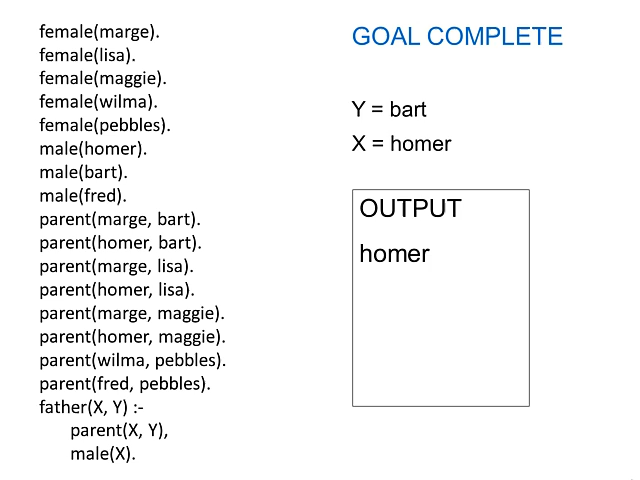 female(marge).
female(lisa).
female(maggie).
female(wilma).
female(pebbles).
male(homer).
male(bart).
male(fred).
parent(marge, bart).
parent(homer, bart).
parent(marge, lisa).
parent(homer, lisa).
parent(marge, maggie).
parent(homer, maggie).
parent(wilma, pebbles).
parent(fred, pebbles).
father(X, Y) :-
parent(X, Y),
male(X).
GOAL COMPLETE
Y = bart
X = homer
OUTPUT
homer